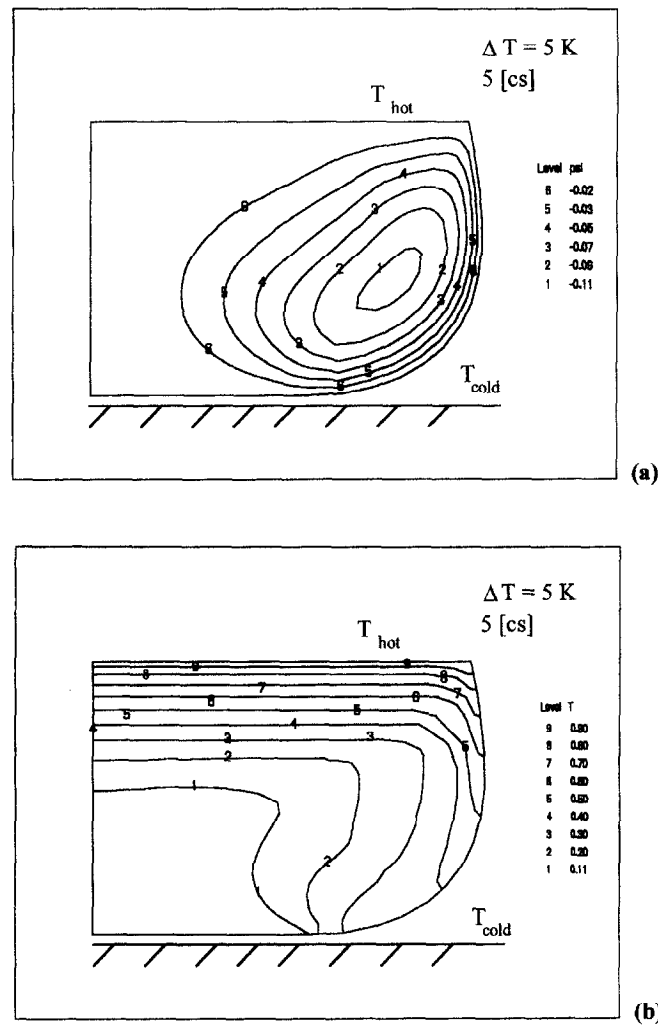 Δ T = 5 K
5 [cs]
T hot
Level psi
6 -0.02
5 -0.03
4 -0.05
3 -0.07
2 -0.08
1 -0.11
T cold
(a)
Δ T = 5 K
5 [cs]
T hot
Level T
9 0.90
8 0.80
7 0.70
6 0.60
5 0.50
4 0.40
3 0.30
2 0.20
1 0.11
T cold
(b)